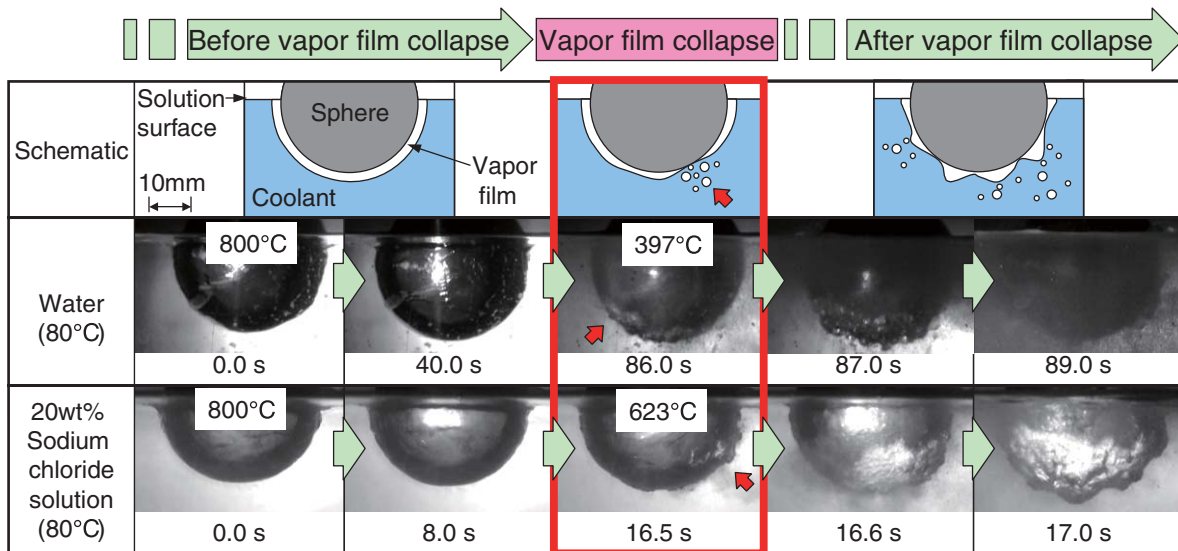 Before vapor film collapse
Vapor film collapse
After vapor film collapse
Schematic
10mm
Solution
surface
Sphere
Vapor
film
Coolant
Water
(80°C)
800°C
397°C
0.0 s
40.0 s
86.0 s
87.0 s
89.0 s
20wt%
Sodium
chloride
solution
(80°C)
800°C
623°C
0.0 s
8.0 s
16.5 s
16.6 s
17.0 s